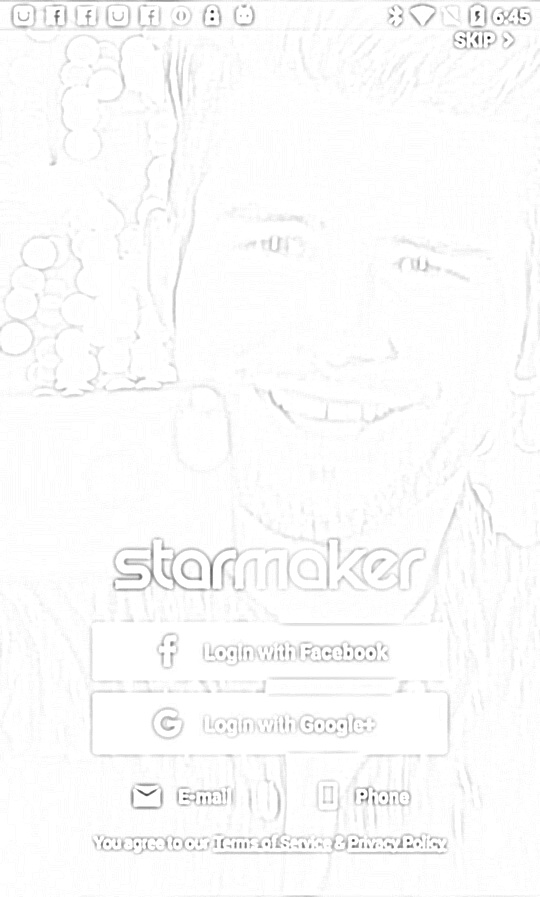 6:45
SKIP
starmaker
Login with Facebook
Login with Google+
E-mail Phone
You agree to our Terms of Service & Privacy Policy